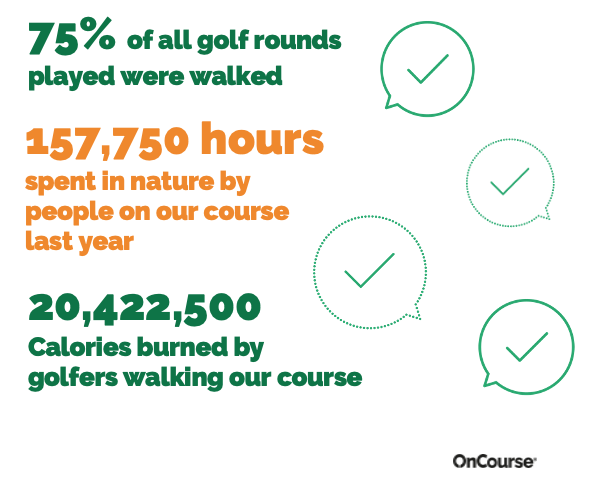 75% of all golf rounds
played were walked
157,750 hours
spent in nature by
people on our course
last year
20,422,500
Calories burned by
golfers walking our course
OnCourse®